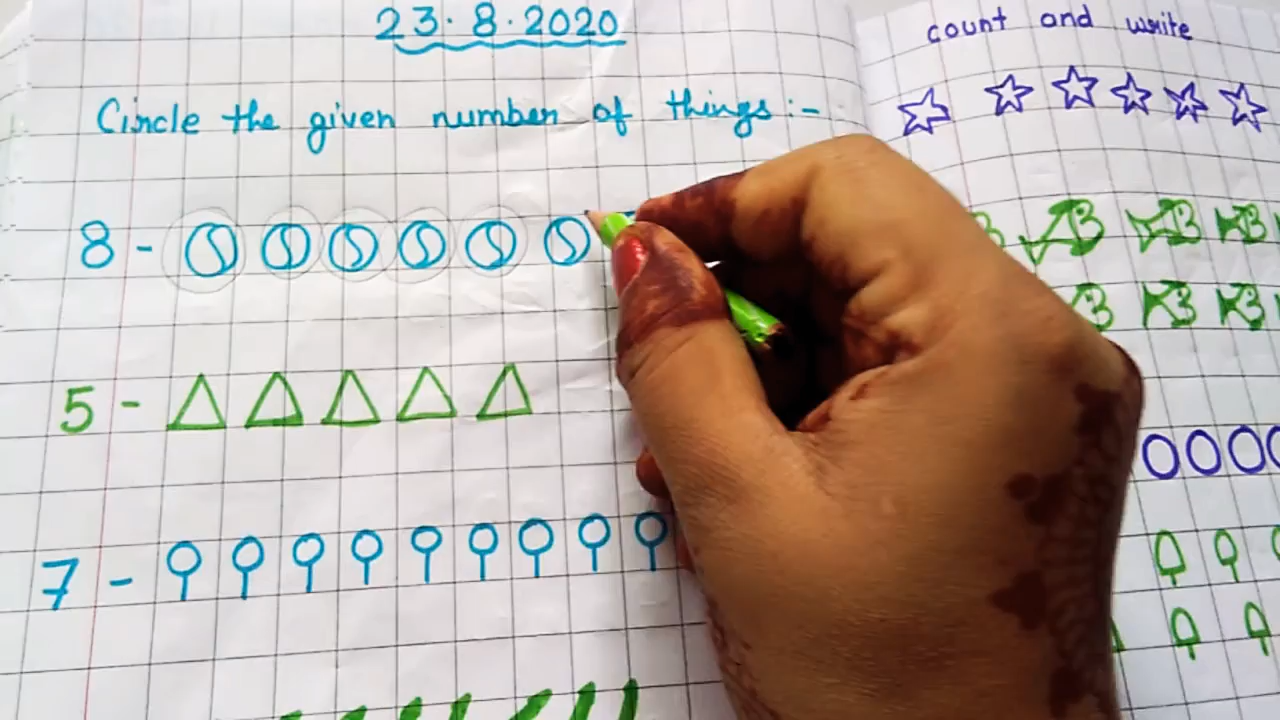 23.8.2020
Circle the given number of things :-
8 -
5 -
7 -
count and write